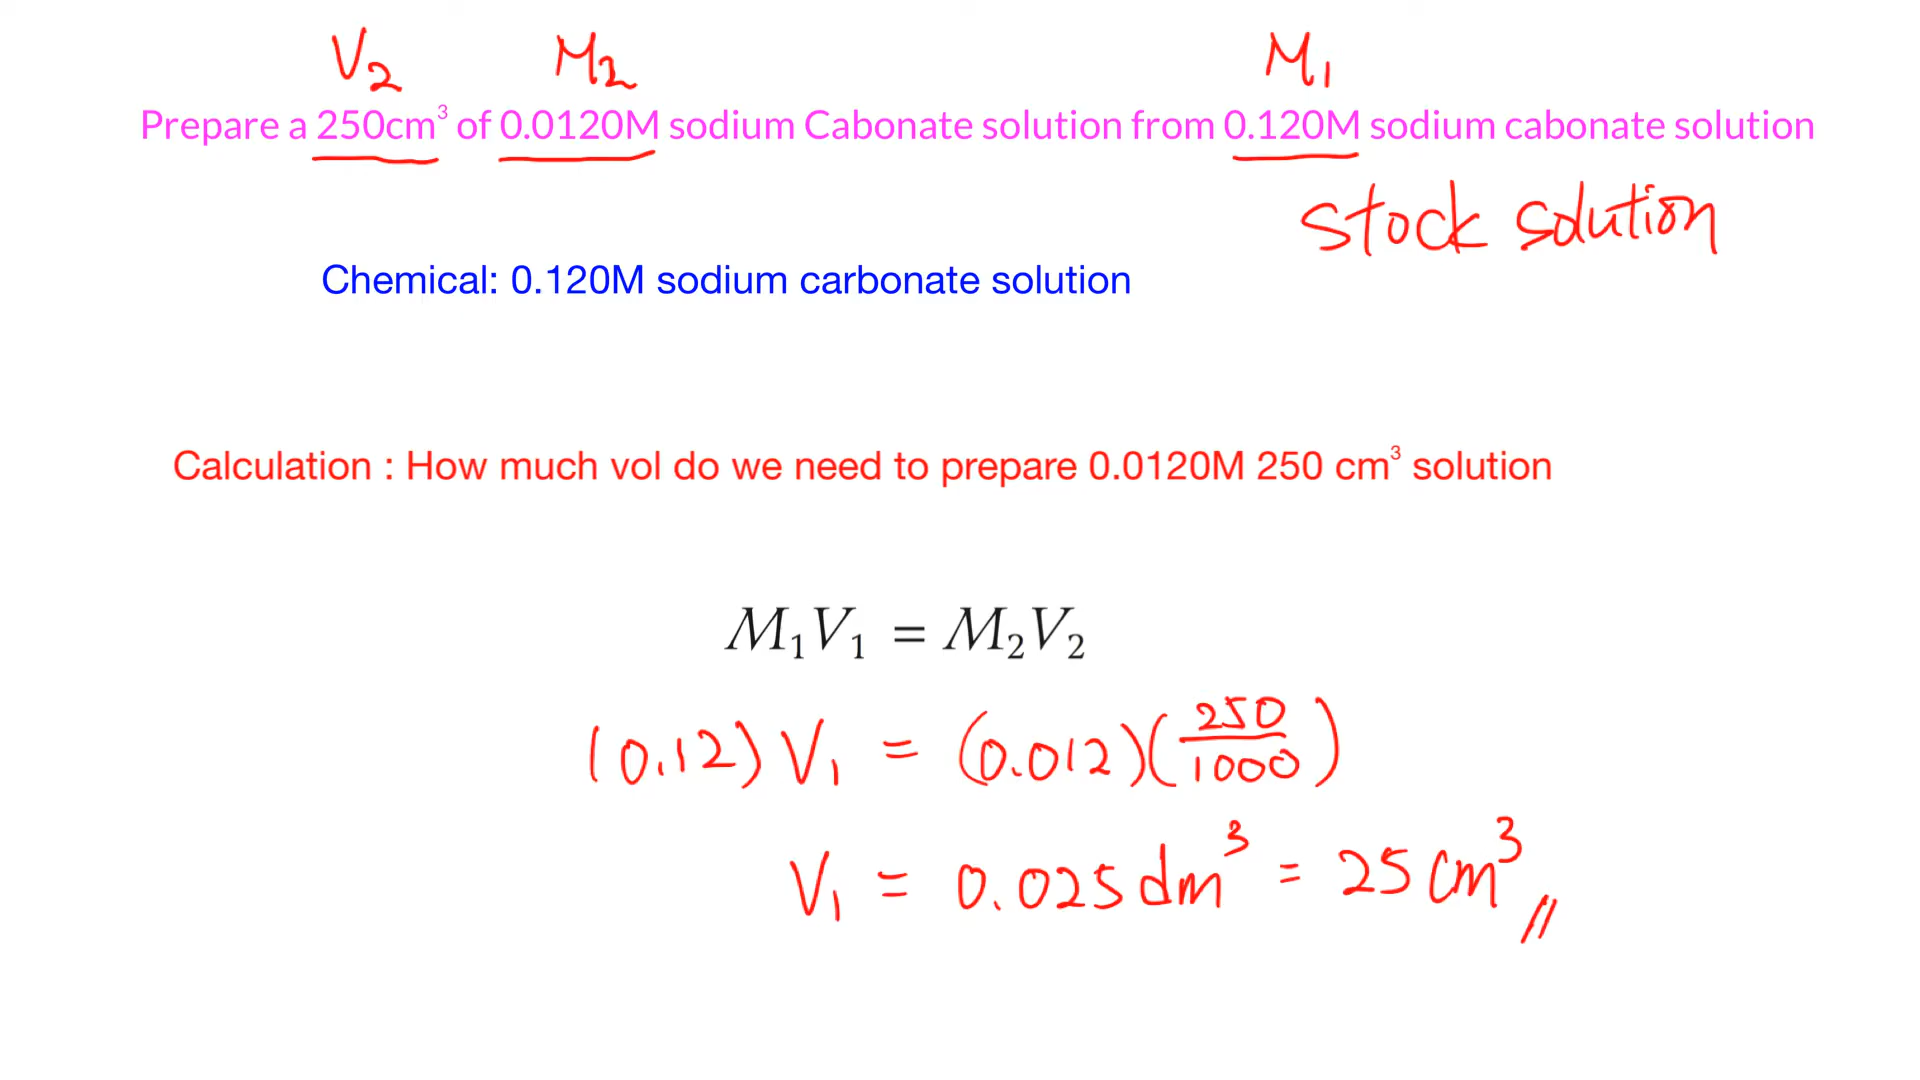 V₂ M₂ M₁
Prepare a 250cm³ of 0.0120M sodium Cabonate solution from 0.120M sodium cabonate solution
stock solution
Chemical: 0.120M sodium carbonate solution
Calculation : How much vol do we need to prepare 0.0120M 250 cm³ solution
M₁V₁ = M₂V₂
(0.12) V₁ = (0.012)(250/1000)
V₁ = 0.025 dm³ = 25 cm³ //